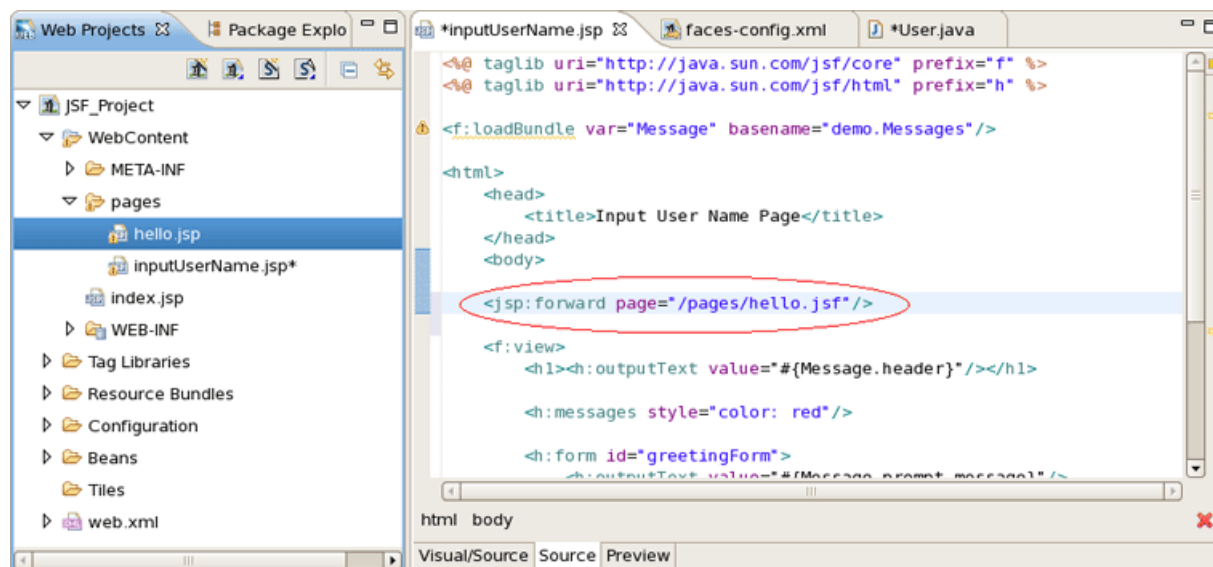 Web Projects
Package Explo
JSF_Project
WebContent
META-INF
pages
hello.jsp
inputUserName.jsp*
index.jsp
WEB-INF
Tag Libraries
Resource Bundles
Configuration
Beans
Tiles
web.xml
*inputUserName.jsp
faces-config.xml
*User.java
<%@ taglib uri="http://java.sun.com/jsf/core" prefix="f" %>
<%@ taglib uri="http://java.sun.com/jsf/html" prefix="h" %>
<f:loadBundle var="Message" basename="demo.Messages"/>
<html>
<head>
<title>Input User Name Page</title>
</head>
<body>
<jsp:forward page="/pages/hello.jsf"/>
<f:view>
<h1><h:outputText value="#{Message.header}"/></h1>
<h:messages style="color: red"/>
<h:form id="greetingForm">
<h:outputText value="#{Message.prompt_message}"/>
html body
Visual/Source Source Preview